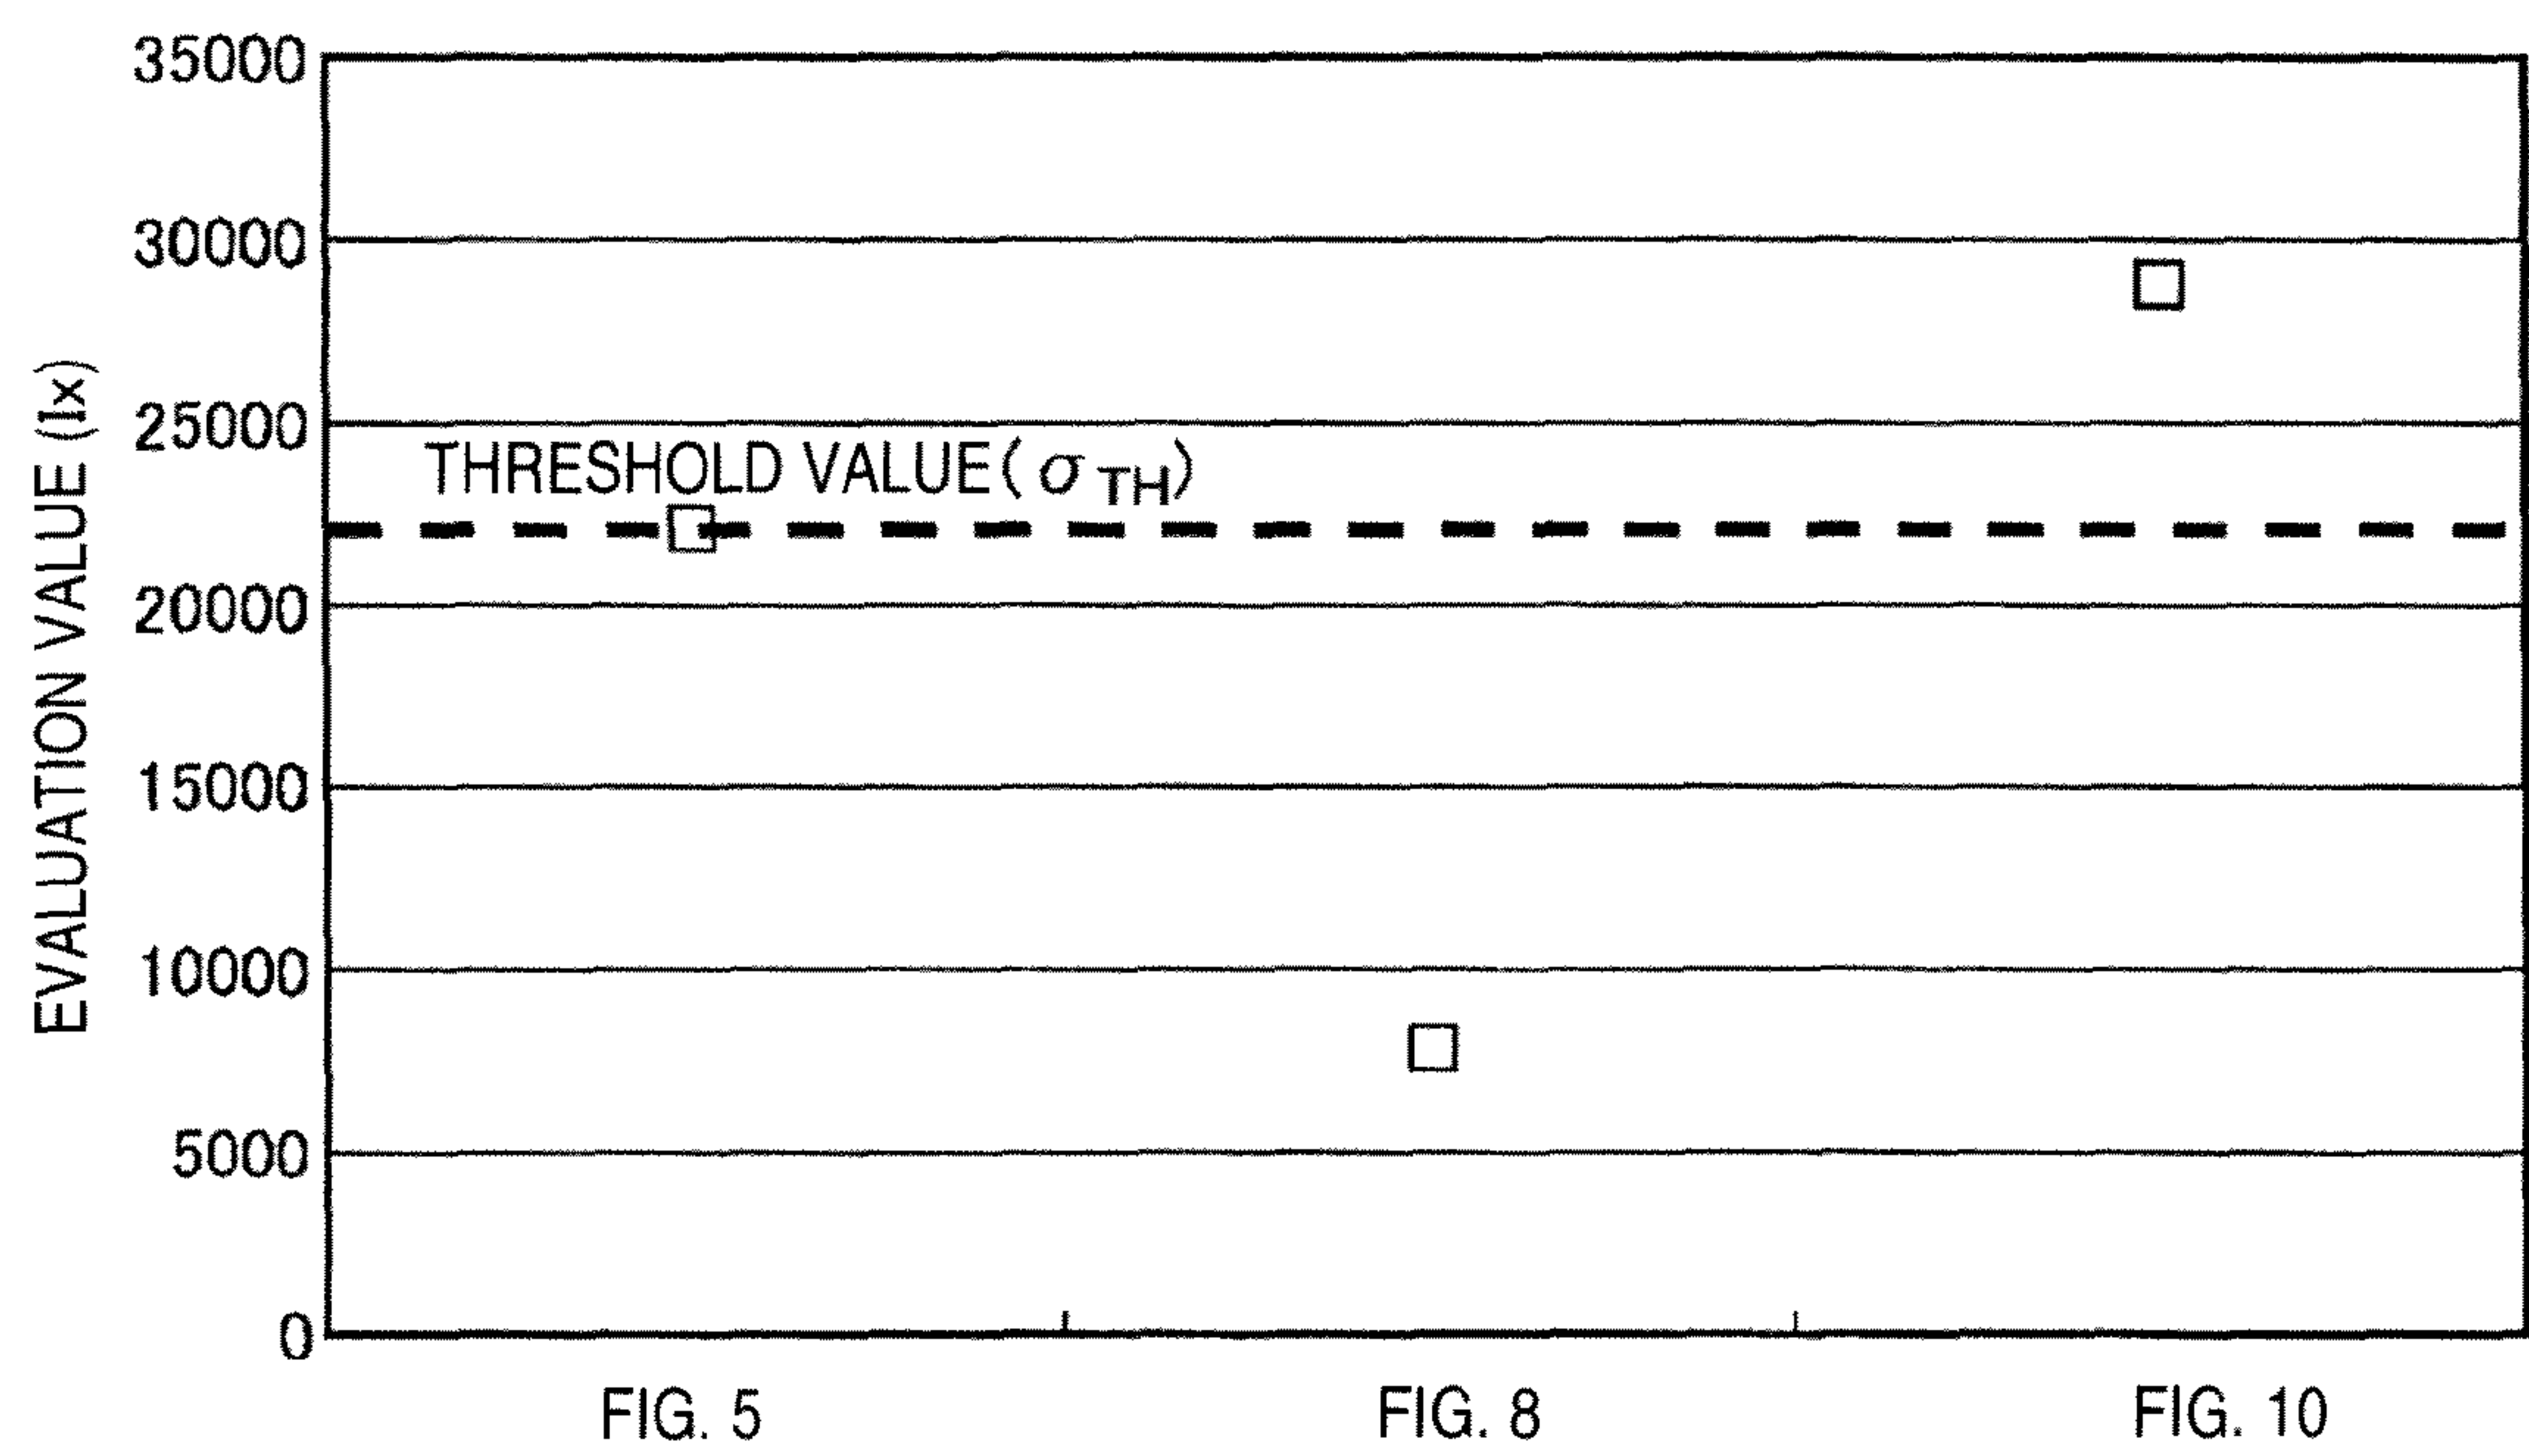 EVALUATION VALUE (Ix)
35000
30000
25000
20000
15000
10000
5000
0
THRESHOLD VALUE(σTH)
FIG. 5
FIG. 8
FIG. 10